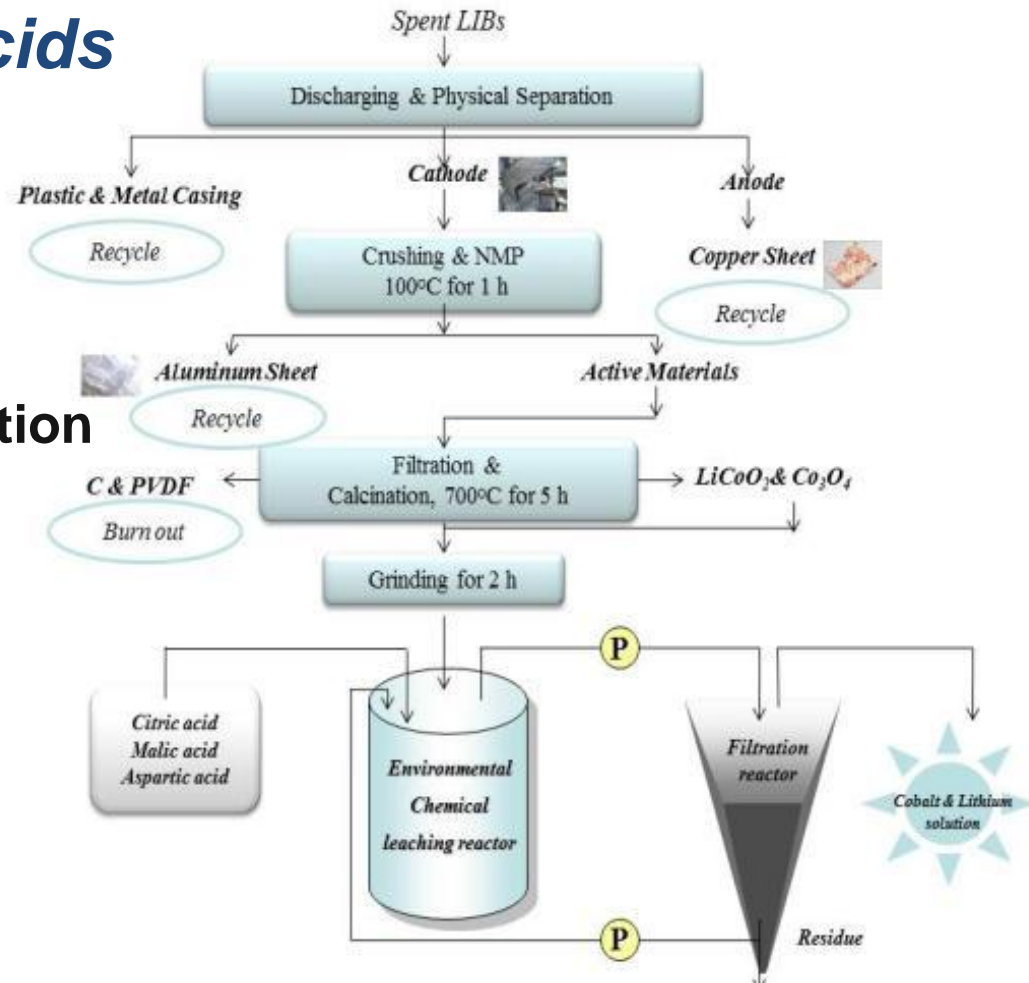 cids
Spent LIBs
Discharging & Physical Separation
Plastic & Metal Casing
Cathode
Anode
Recycle
Crushing & NMP
100°C for 1 h
Copper Sheet
Recycle
Aluminum Sheet
Active Materials
Recycle
tion
C & PVDF
Filtration &
Calcination, 700°C for 5 h
LiCoO₂& Co₃O₄
Burn out
Grinding for 2 h
P
Citric acid
Malic acid
Aspartic acid
Environmental
Chemical
leaching reactor
Filtration
reactor
Cobalt & Lithium
solution
P
Residue